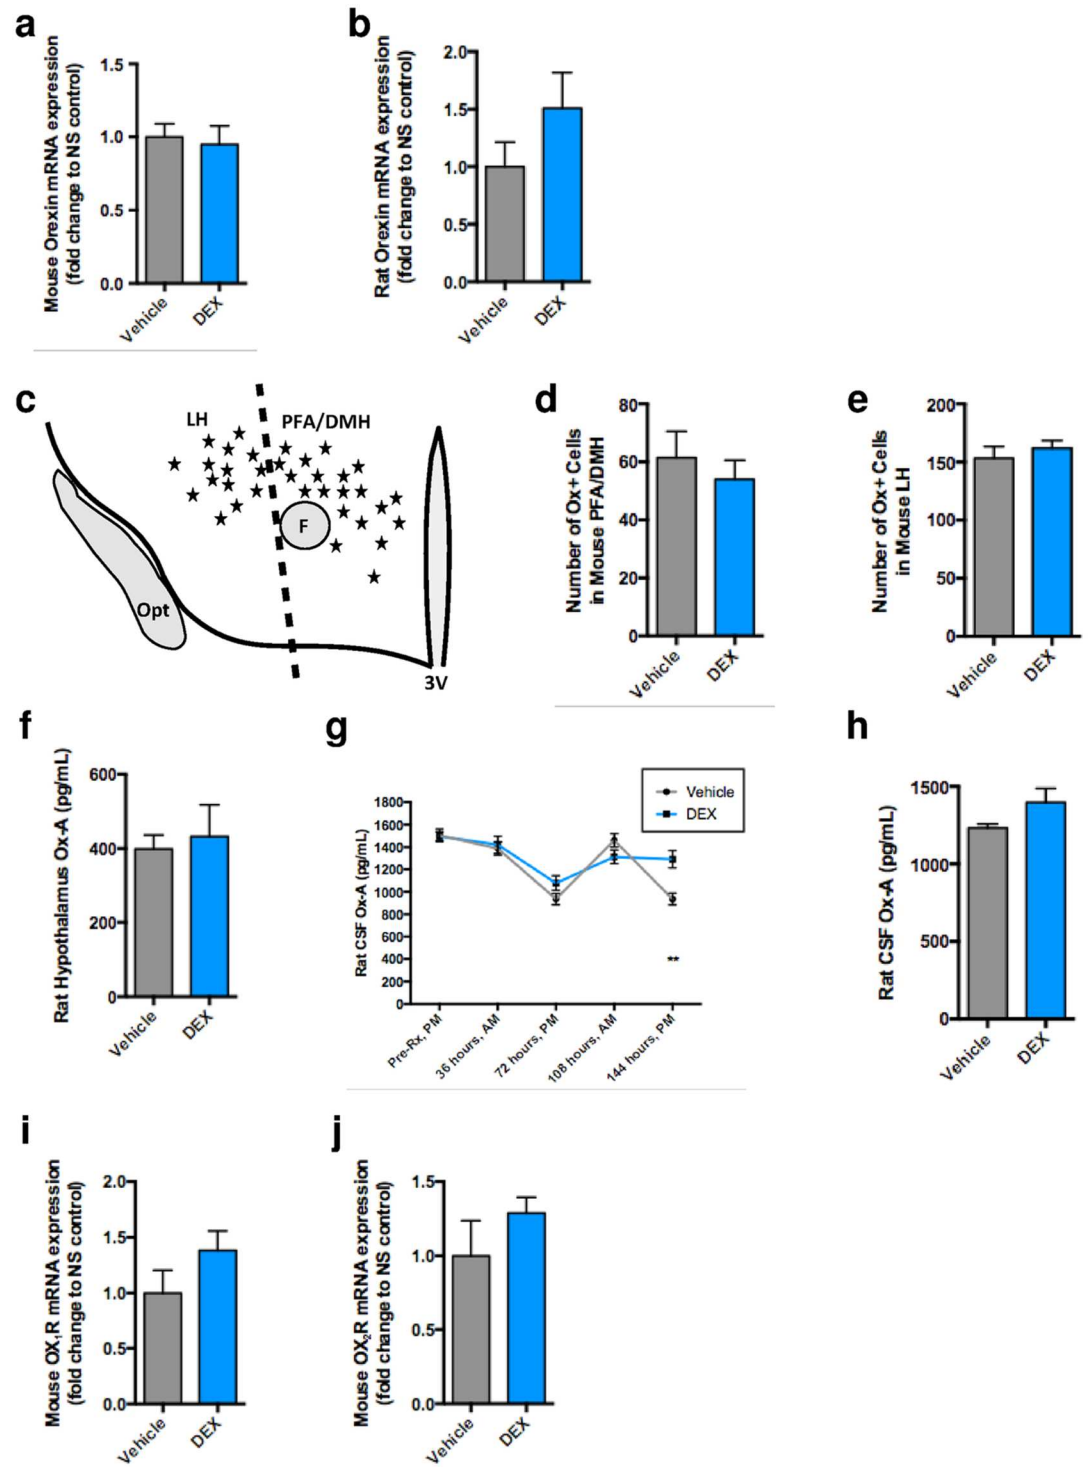 a
Mouse Orexin mRNA expression
(fold change to NS control)
1.5
1.0
0.5
0.0
Vehicle
DEX
b
Rat Orexin mRNA expression
(fold change to NS control)
2.0
1.5
1.0
0.5
0.0
Vehicle
DEX
c
LH
PFA/DMH
F
Opt
3V
d
Number of Ox+ Cells
in Mouse PFA/DMH
80
60
40
20
0
Vehicle
DEX
e
Number of Ox+ Cells
in Mouse LH
200
150
100
50
0
Vehicle
DEX
f
Rat Hypothalamus Ox-A (pg/mL)
600
400
200
0
Vehicle
DEX
g
Vehicle
DEX
Rat CSF Ox-A (pg/mL)
1800
1600
1400
1200
1000
800
600
400
200
0
**
Pre-Rx, PM
36 hours, AM
72 hours, PM
108 hours, AM
144 hours, PM
h
Rat CSF Ox-A (pg/mL)
1500
1000
500
0
Vehicle
DEX
i
Mouse OX₁R mRNA expression
(fold change to NS control)
2.0
1.5
1.0
0.5
0.0
Vehicle
DEX
j
Mouse OX₂R mRNA expression
(fold change to NS control)
1.5
1.0
0.5
0.0
Vehicle
DEX